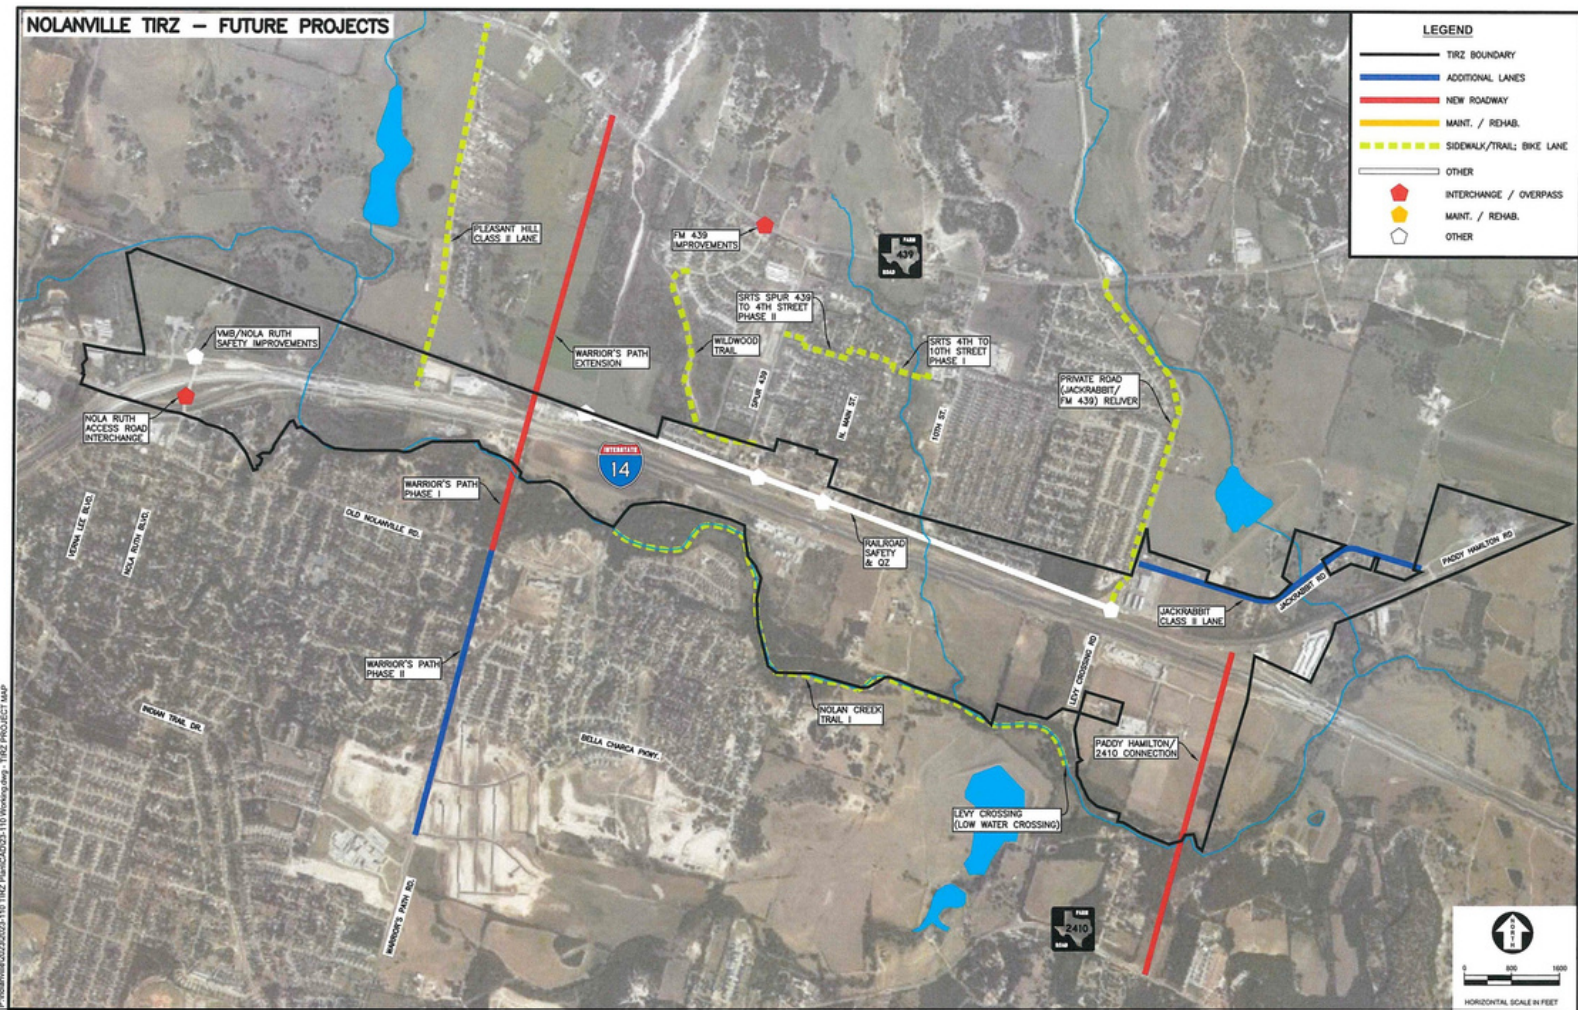 NOLANVILLE TIRZ – FUTURE PROJECTS
LEGEND
TIRZ BOUNDARY
ADDITIONAL LANES
NEW ROADWAY
MAINT. / REHAB.
SIDEWALK/TRAIL; BIKE LANE
OTHER
INTERCHANGE / OVERPASS
MAINT. / REHAB.
OTHER
PLEASANT HILL
CLASS II LANE
FM 439
IMPROVEMENTS
FARM
439
ROAD
SRTS SPUR 439
TO 4TH STREET
PHASE II
VMB/NOLA RUTH
SAFETY IMPROVEMENTS
WARRIOR'S PATH
EXTENSION
WILDWOOD
TRAIL
SRTS 4TH TO
10TH STREET
PHASE I
SPUR 439
N. MAIN ST.
10TH ST.
PRIVATE ROAD
(JACKRABBIT/
FM 439) RELIVER
NOLA RUTH
ACCESS ROAD
INTERCHANGE
INTERSTATE
14
WARRIOR'S PATH
PHASE I
VERNA LEE BLVD.
NOLA RUTH BLVD.
OLD NOLANVILLE RD.
RAILROAD
SAFETY
& QZ
PADDY HAMILTON RD
JACKRABBIT RD
JACKRABBIT
CLASS II LANE
WARRIOR'S PATH
PHASE II
LEVY CROSSING RD
NOLAN CREEK
TRAIL I
INDIAN TRAIL DR.
BELLA CHARCA PKWY.
PADDY HAMILTON/
2410 CONNECTION
LEVY CROSSING
(LOW WATER CROSSING)
WARRIOR'S PATH RD.
FARM
2410
ROAD
NORTH
0 800 1600
HORIZONTAL SCALE IN FEET